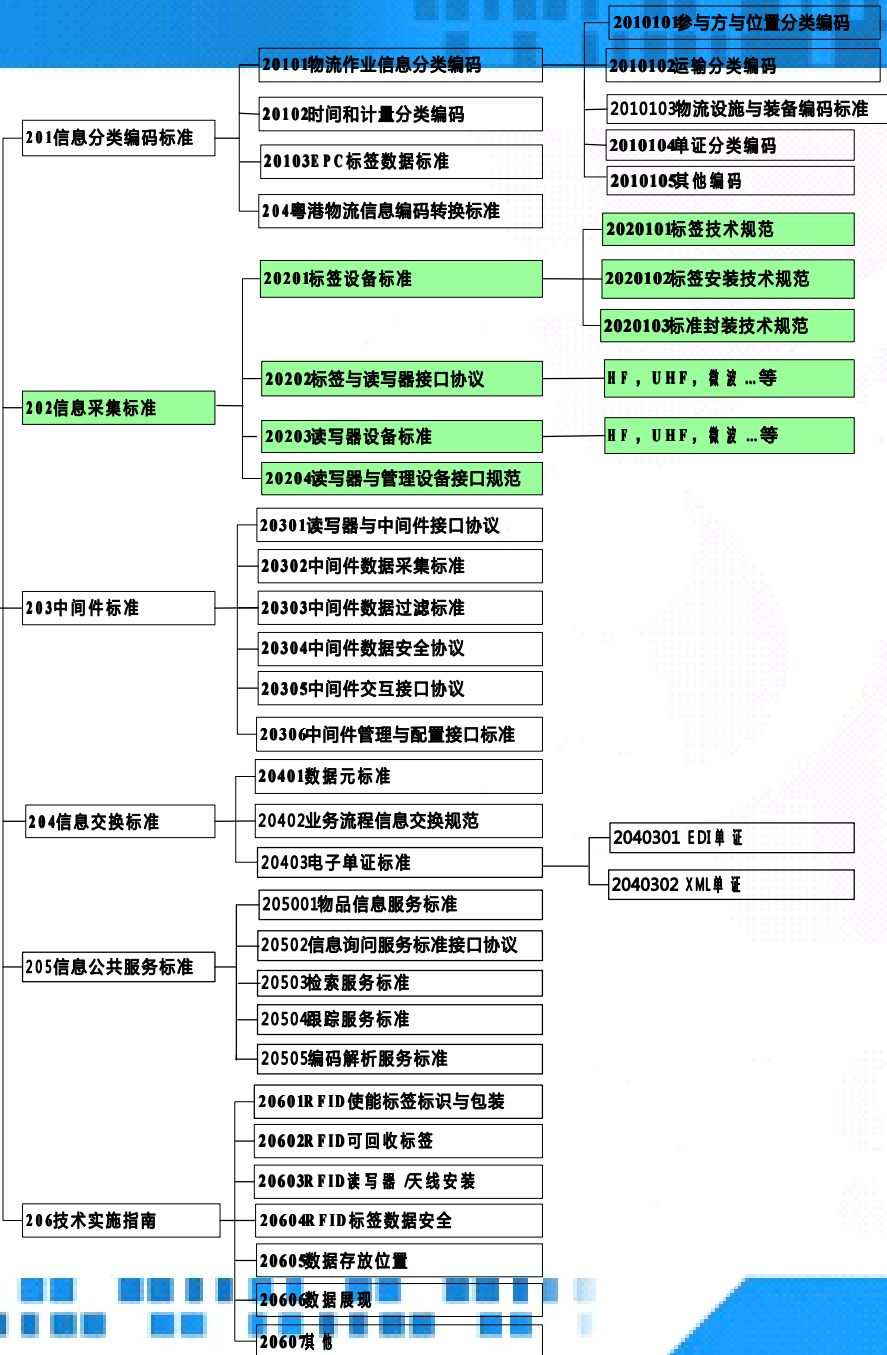 201信息分类编码标准
20101物流作业信息分类编码
2010101参与方与位置分类编码
2010102运输分类编码
2010103物流设施与装备编码标准
2010104单证分类编码
2010105其他编码
20102时间和计量分类编码
20103EPC标签数据标准
204粤港物流信息编码转换标准
202信息采集标准
20201标签设备标准
2020101标签技术规范
2020102标签安装技术规范
2020103标准封装技术规范
20202标签与读写器接口协议
HF，UHF，微波…等
20203读写器设备标准
HF，UHF，微波…等
20204读写器与管理设备接口规范
203中间件标准
20301读写器与中间件接口协议
20302中间件数据采集标准
20303中间件数据过滤标准
20304中间件数据安全协议
20305中间件交互接口协议
20306中间件管理与配置接口标准
204信息交换标准
20401数据元标准
20402业务流程信息交换规范
20403电子单证标准
2040301 EDI单证
2040302 XML单证
205信息公共服务标准
205001物品信息服务标准
20502信息询问服务标准接口协议
20503检索服务标准
20504跟踪服务标准
20505编码解析服务标准
206技术实施指南
20601RFID使能标签标识与包装
20602RFID可回收标签
20603RFID读写器/天线安装
20604RFID标签数据安全
20605数据存放位置
20606数据展现
20607其他